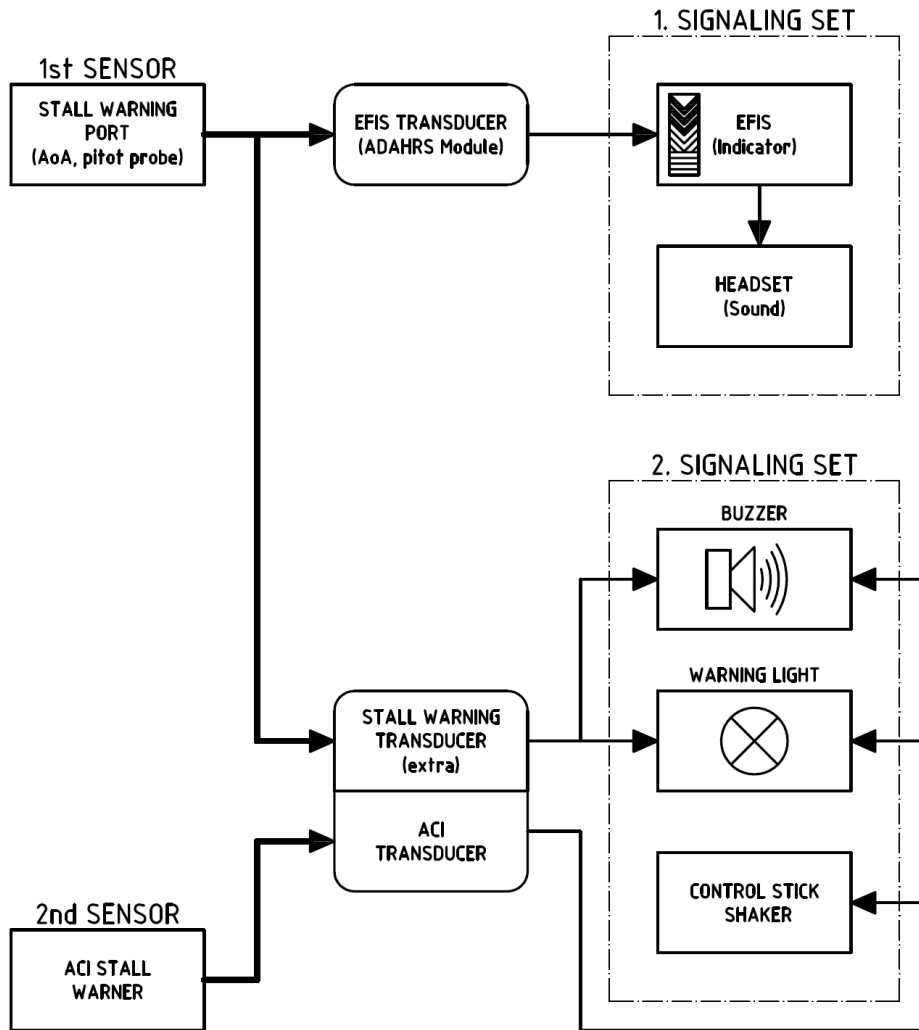 1. SIGNALING SET
1st SENSOR
STALL WARNING
PORT
(AoA, pitot probe)
EFIS TRANSDUCER
(ADAHRS Module)
EFIS
(Indicator)
HEADSET
(Sound)
2. SIGNALING SET
BUZZER
WARNING LIGHT
STALL WARNING
TRANSDUCER
(extra)
ACI
TRANSDUCER
CONTROL STICK
SHAKER
2nd SENSOR
ACI STALL
WARNER